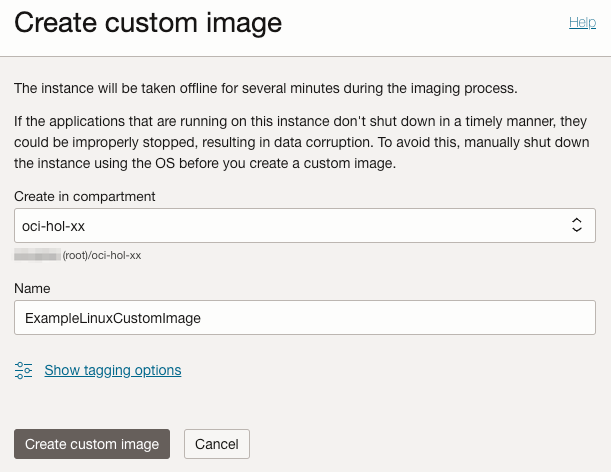 Create custom image
Help
The instance will be taken offline for several minutes during the imaging process.
If the applications that are running on this instance don't shut down in a timely manner, they
could be improperly stopped, resulting in data corruption. To avoid this, manually shut down
the instance using the OS before you create a custom image.
Create in compartment
oci-hol-xx
(root)/oci-hol-xx
Name
ExampleLinuxCustomImage
Show tagging options
Create custom image
Cancel